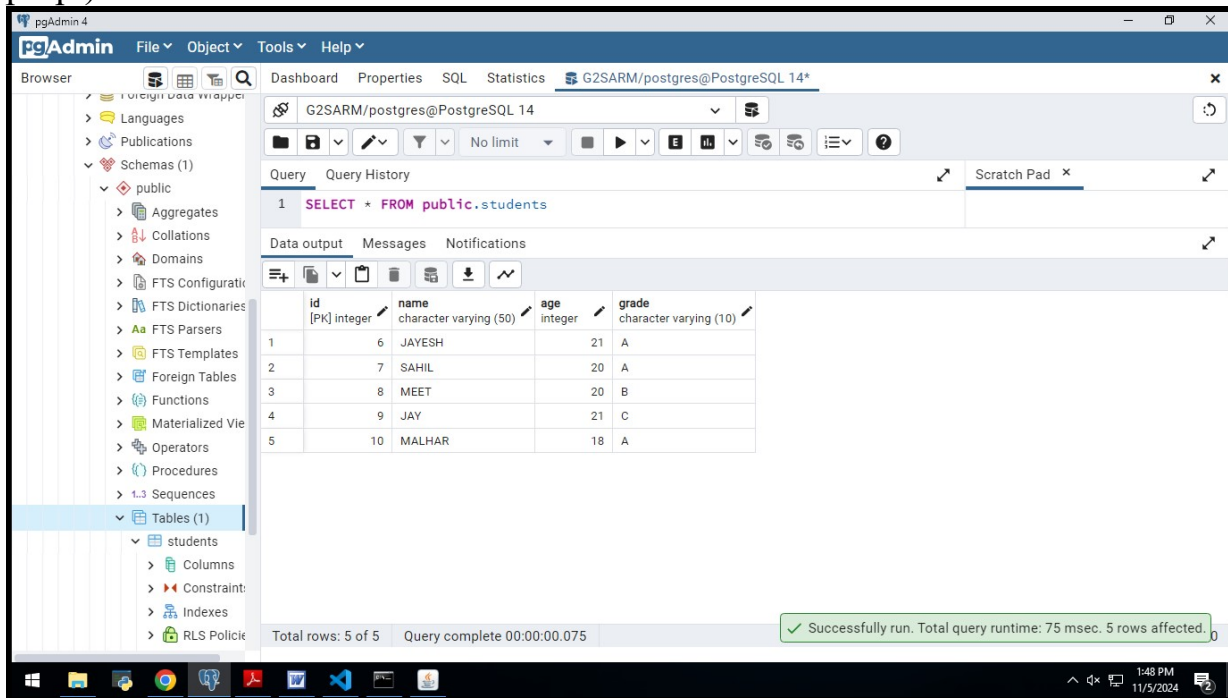 pgAdmin 4
pgAdmin File Object Tools Help
Browser Dashboard Properties SQL Statistics G2SARM/postgres@PostgreSQL 14*
G2SARM/postgres@PostgreSQL 14
Languages
Publications
No limit
Schemas (1)
Query Query History Scratch Pad
public
1 SELECT * FROM public.students
Aggregates
Collations
Data output Messages Notifications
Domains
FTS Configuratio
FTS Dictionaries
id name age grade
[PK] integer character varying (50) integer character varying (10)
Aa FTS Parsers
1 6 JAYESH 21 A
FTS Templates
2 7 SAHIL 20 A
Foreign Tables
3 8 MEET 20 B
Functions
4 9 JAY 21 C
Materialized Vie
5 10 MALHAR 18 A
Operators
Procedures
1..3 Sequences
Tables (1)
students
Columns
Constraints
Indexes
RLS Policie
Total rows: 5 of 5 Query complete 00:00:00.075
Successfully run. Total query runtime: 75 msec. 5 rows affected.
1:48 PM
11/5/2024
2